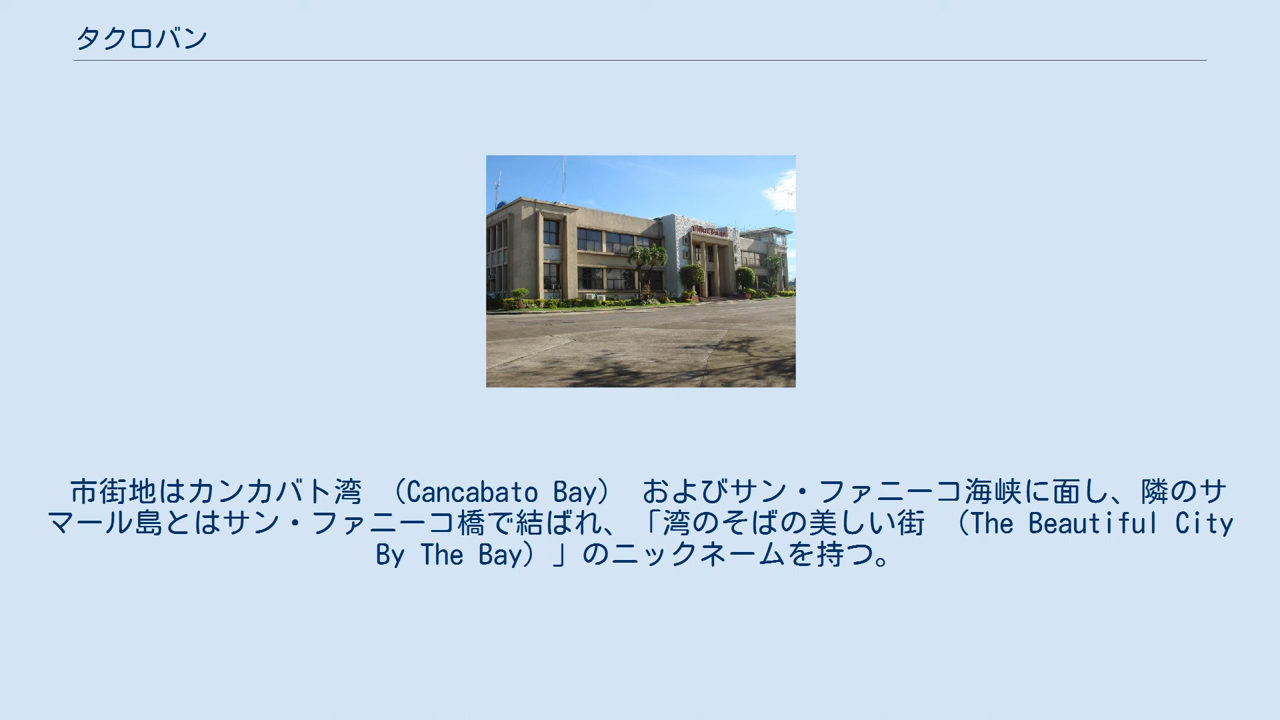 タクロバン
市街地はカンカバト湾 （Cancabato Bay） およびサン・ファニーコ海峡に面し、隣のサ
マール島とはサン・ファニーコ橋で結ばれ、「湾のそばの美しい街 （The Beautiful City
By The Bay）」のニックネームを持つ。